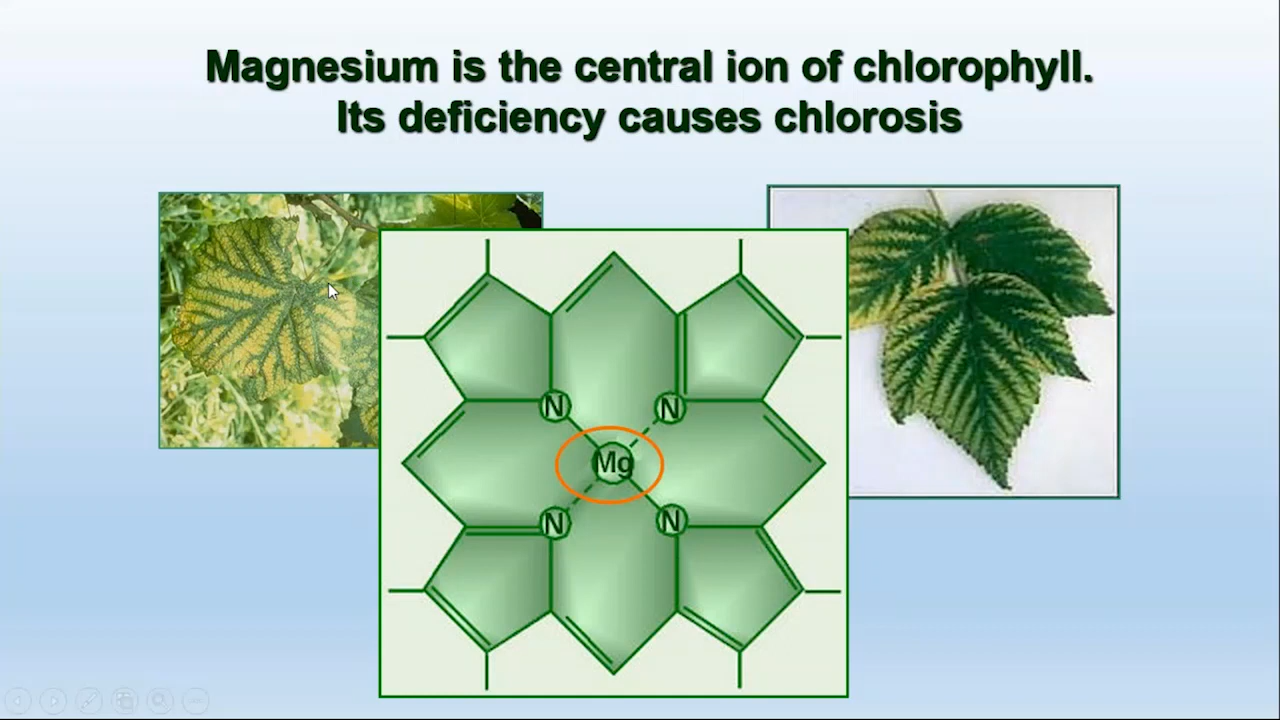 Magnesium is the central ion of chlorophyll.
Its deficiency causes chlorosis
N
N
Mg
N
N